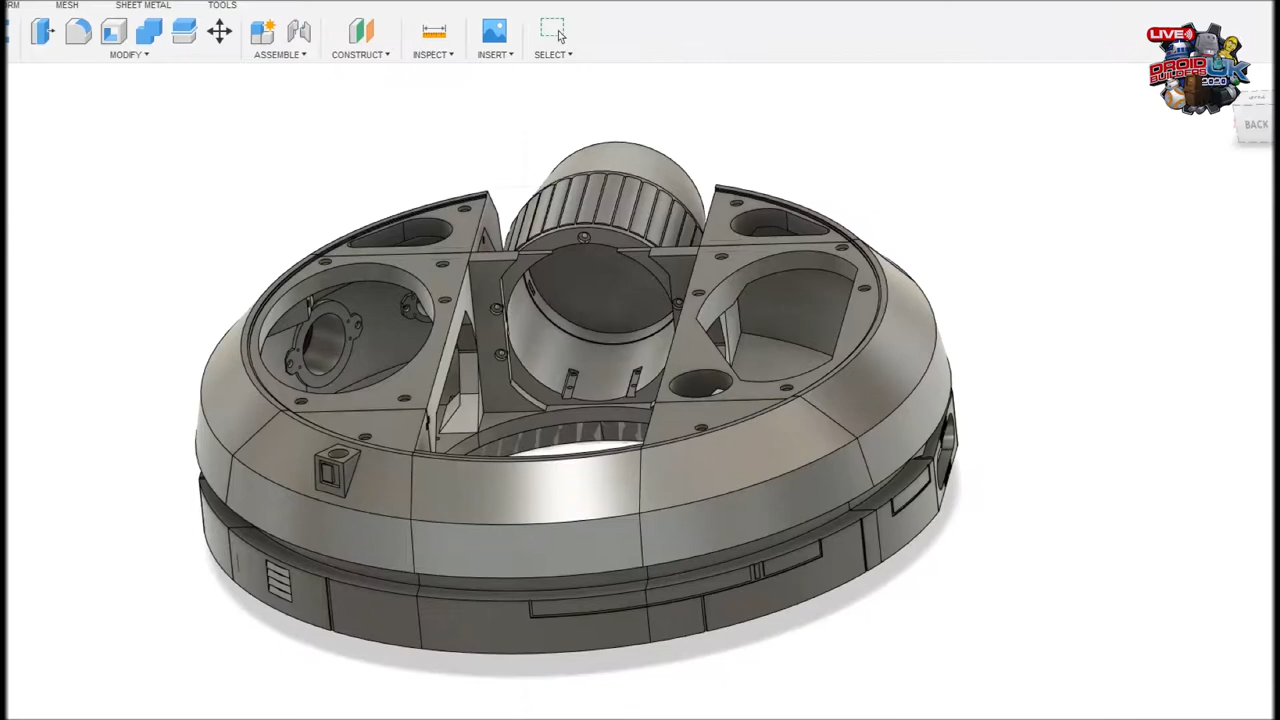 MESH SHEET METAL TOOLS
MODIFY ASSEMBLE CONSTRUCT INSPECT INSERT SELECT
LIVE
DROID
BUILDERS UK
2020
BACK